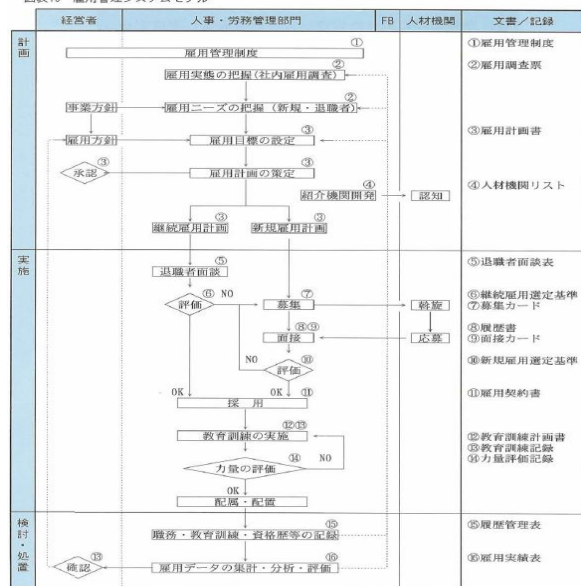 雇用管理システムモデル
経営者 人事・労務管理部門 FB 人材機関 文書/記録
計画
①
雇用管理制度
①雇用管理制度
②
雇用実態の把握(社内雇用調査)
②雇用調査票
②
事業方針 雇用ニーズの把握(新規・退職者)
③
雇用方針 雇用目標の設定
③雇用計画書
③ ③
承認 雇用計画の策定
④
紹介機関開発 認知
④人材機関リスト
③ ③
継続雇用計画 新規雇用計画
実施
⑤
退職者面談
⑤退職者面談表
⑥ NO ⑦
評価 募集 斡旋
⑥継続雇用選定基準
⑦募集カード
⑧⑨
面接 応募
⑧履歴書
⑨面接カード
NO ⑩
評価
⑩新規雇用選定基準
OK OK ⑪
採用
⑪雇用契約書
⑫⑬
教育訓練の実施
⑫教育訓練計画書
⑬教育訓練記録
⑭
力量の評価 NO
⑭力量評価記録
OK
配属・配置
検討・処置
⑮
職務・教育訓練・資格歴等の記録
⑮履歴管理表
⑬ ⑯
確認 雇用データの集計・分析・評価
⑯雇用実績表